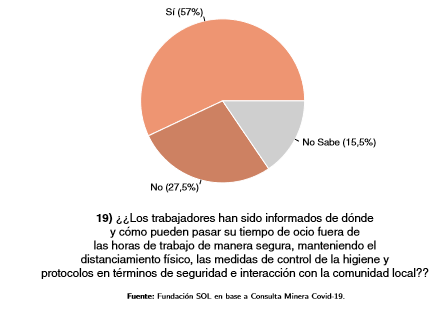 Sí (57%)
No Sabe (15,5%)
No (27,5%)
19) ¿¿Los trabajadores han sido informados de dónde
y cómo pueden pasar su tiempo de ocio fuera de
las horas de trabajo de manera segura, manteniendo el
distanciamiento físico, las medidas de control de la higiene y
protocolos en términos de seguridad e interacción con la comunidad local??
Fuente: Fundación SOL en base a Consulta Minera Covid-19.